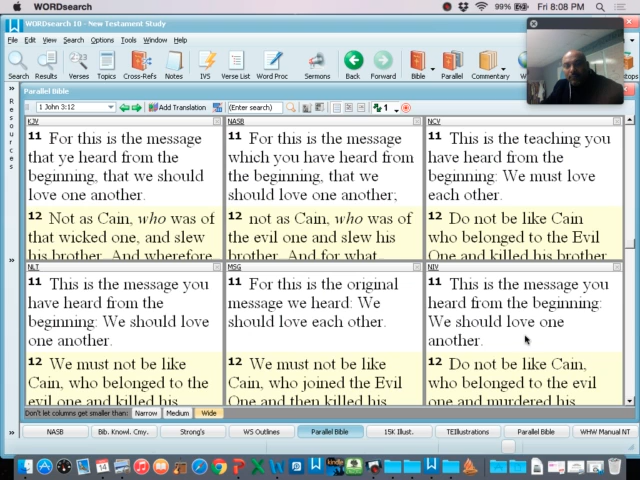 WORDsearch
99%
Fri 8:08 PM
WORDsearch 10 - New Testament Study
File Edit View Search Options Tools Window Help
Search Results Verses Topics Cross-Refs Notes IVS Verse List Word Proc Sermons Back Forward Bible Parallel Commentary
Parallel Bible
Resources
1 John 3:12
Add Translation
(Enter search)
1
KJV
11 For this is the message
that ye heard from the
beginning, that we should
love one another.
12 Not as Cain, who was of
that wicked one, and slew
his brother. And wherefore
NASB
11 For this is the message
which you have heard from
the beginning, that we
should love one another;
12 not as Cain, who was of
the evil one and slew his
brother. And for what
NCV
11 This is the teaching you
have heard from the
beginning: We must love
each other.
12 Do not be like Cain
who belonged to the Evil
One and killed his brother
NLT
11 This is the message you
have heard from the
beginning: We should love
one another.
12 We must not be like
Cain, who belonged to the
evil one and killed his
MSG
11 For this is the original
message we heard: We
should love each other.
12 We must not be like
Cain, who joined the Evil
One and then killed his
NIV
11 This is the message you
heard from the beginning:
We should love one
another.
12 Do not be like Cain,
who belonged to the evil
one and murdered his
Don't let columns get smaller than: Narrow Medium Wide
NASB Bib. Knowl. Cmy. Strong's WS Outlines Parallel Bible 15K Illust. TEIllustrations Parallel Bible WHW Manual NT